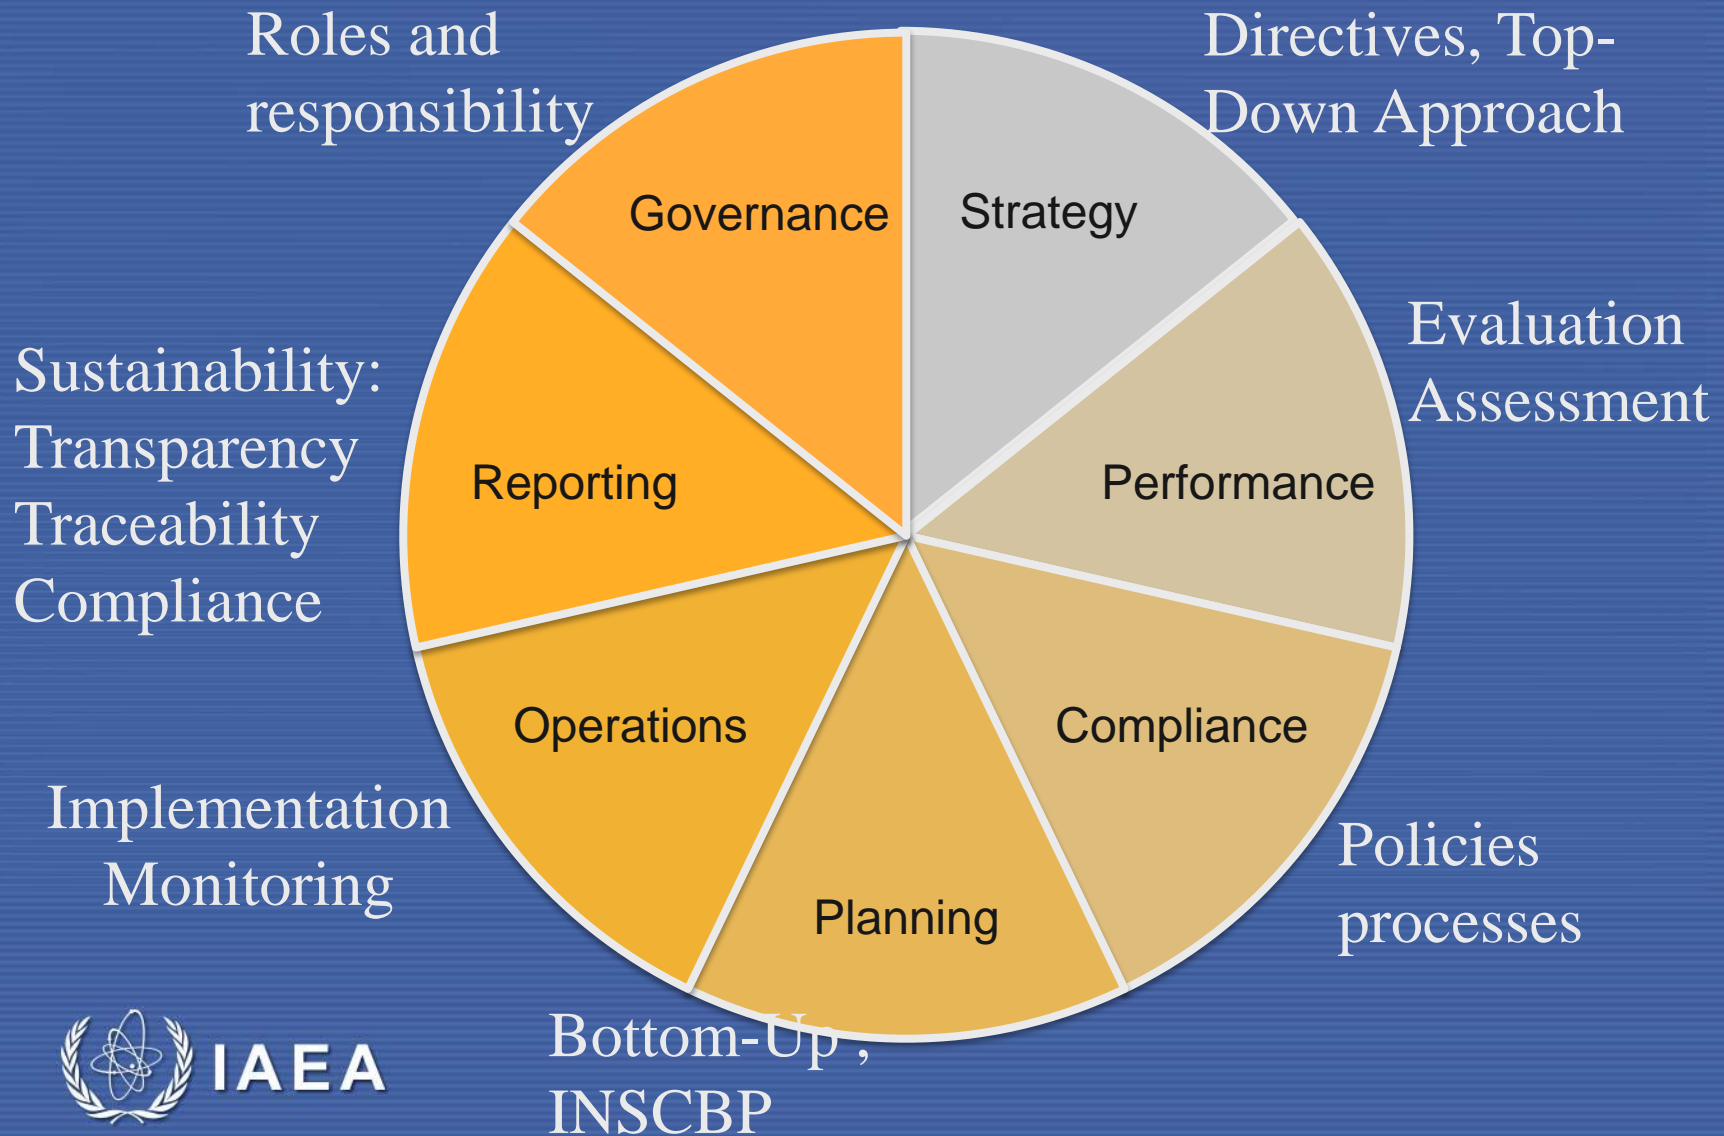 Roles and
responsibility
Directives, Top-
Down Approach
Governance
Strategy
Evaluation
Assessment
Sustainability:
Transparency
Traceability
Compliance
Reporting
Performance
Operations
Compliance
Implementation
Monitoring
Policies
processes
Planning
Bottom-Up ,
INSCBP
IAEA